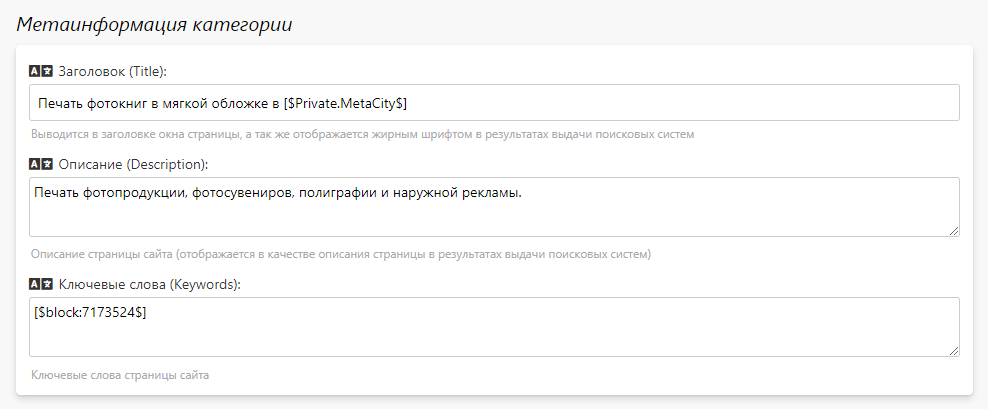 Метаинформация категории
Заголовок (Title):
Печать фотокниг в мягкой обложке в [$Private.MetaCity$]
Выводится в заголовке окна страницы, а так же отображается жирным шрифтом в результатах выдачи поисковых систем
Описание (Description):
Печать фотопродукции, фотосувениров, полиграфии и наружной рекламы.
Описание страницы сайта (отображается в качестве описания страницы в результатах выдачи поисковых систем)
Ключевые слова (Keywords):
[$block:7173524$]
Ключевые слова страницы сайта